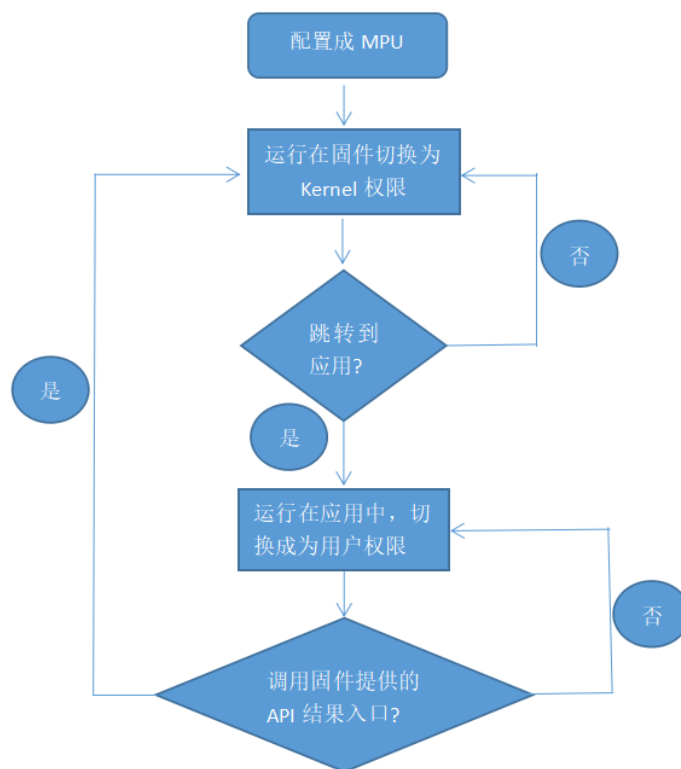 配置成 MPU
运行在固件切换为
Kernel 权限
否
跳转到
应用?
是
是
运行在应用中，切
换成为用户权限
否
调用固件提供的
API 结果入口?